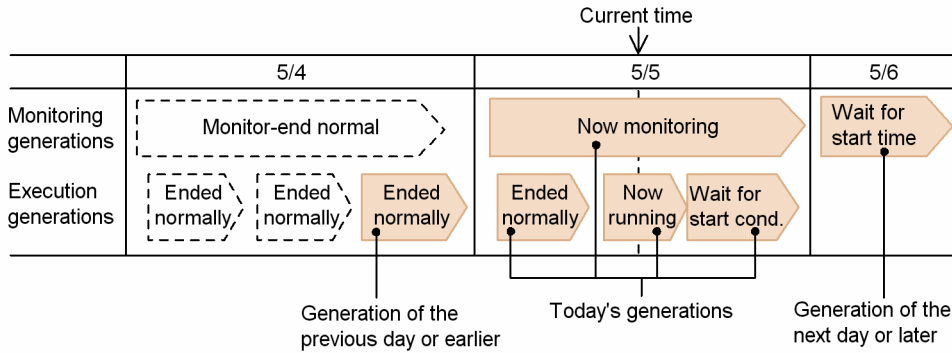 Current time
5/4
5/5
5/6
Monitoring
generations
Monitor-end normal
Now monitoring
Wait for
start time
Execution
generations
Ended
normally
Ended
normally
Ended
normally
Ended
normally
Now
running
Wait for
start cond.
Generation of the
previous day or earlier
Today's generations
Generation of the
next day or later